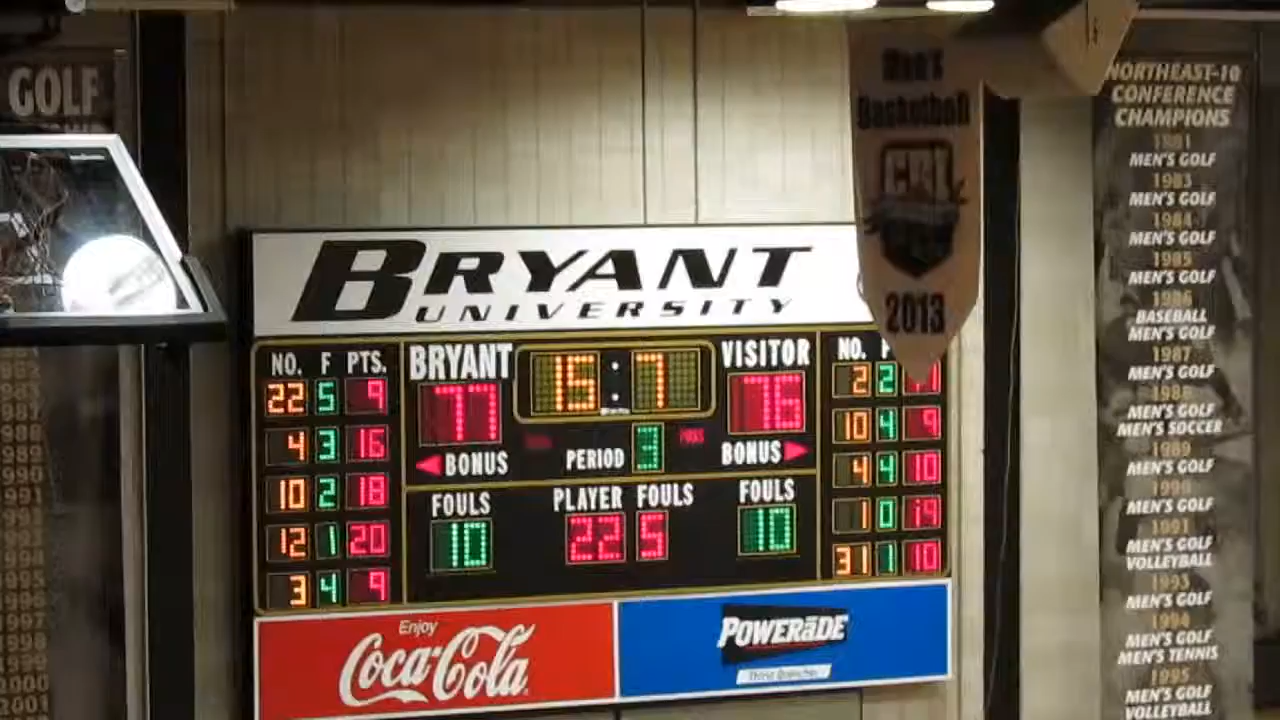 GOLF
Men's
Basketball
CBI
2013
BRYANT
UNIVERSITY
NO. F PTS.
22 5 9
4 3 16
10 2 18
12 1 20
3 4 9
BRYANT
77
15:7
VISITOR
76
BONUS
PERIOD 3
BONUS
FOULS
10
PLAYER FOULS
22 5
FOULS
10
NO. F
2 2
10 4 9
4 4 10
1 0 19
31 1 10
Enjoy
Coca-Cola
POWERADE
NORTHEAST-10
CONFERENCE
CHAMPIONS
1981
MEN'S GOLF
1983
MEN'S GOLF
1984
MEN'S GOLF
1985
MEN'S GOLF
1986
BASEBALL
MEN'S GOLF
1987
MEN'S GOLF
1988
MEN'S GOLF
MEN'S SOCCER
1989
MEN'S GOLF
1990
MEN'S GOLF
1991
MEN'S GOLF
VOLLEYBALL
1993
MEN'S GOLF
1994
MEN'S GOLF
MEN'S TENNIS
1995
MEN'S GOLF
VOLLEYBALL